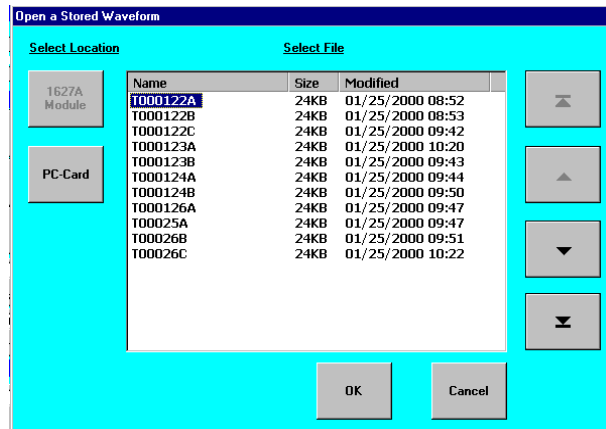 Open a Stored Waveform
Select Location
Select File
1627A
Module
PC-Card
Name Size Modified
T000122A 24KB 01/25/2000 08:52
T000122B 24KB 01/25/2000 08:53
T000122C 24KB 01/25/2000 09:42
T000123A 24KB 01/25/2000 10:20
T000123B 24KB 01/25/2000 09:43
T000124A 24KB 01/25/2000 09:44
T000124B 24KB 01/25/2000 09:50
T000126A 24KB 01/25/2000 09:47
T00025A 24KB 01/25/2000 09:47
T00026B 24KB 01/25/2000 09:51
T00026C 24KB 01/25/2000 10:22
OK
Cancel